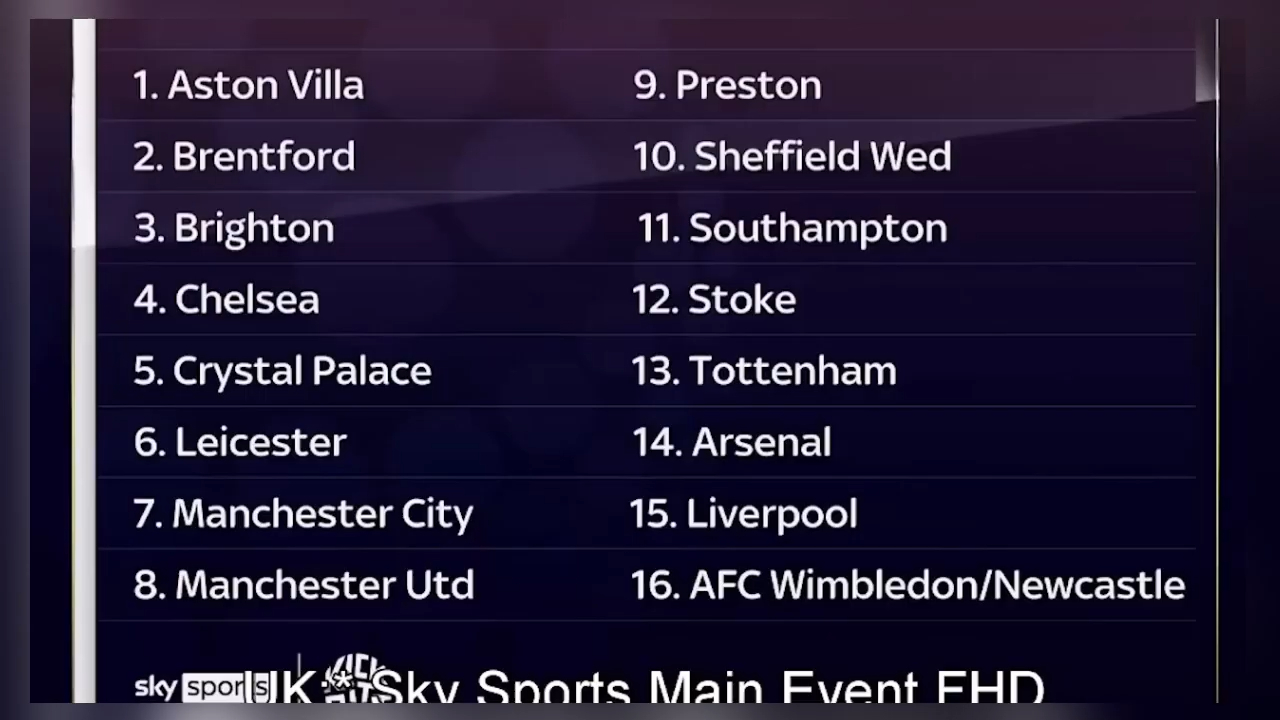 1. Aston Villa
2. Brentford
3. Brighton
4. Chelsea
5. Crystal Palace
6. Leicester
7. Manchester City
8. Manchester Utd
9. Preston
10. Sheffield Wed
11. Southampton
12. Stoke
13. Tottenham
14. Arsenal
15. Liverpool
16. AFC Wimbledon/Newcastle
sky sports
UK * Sky Sports Main Event FHD